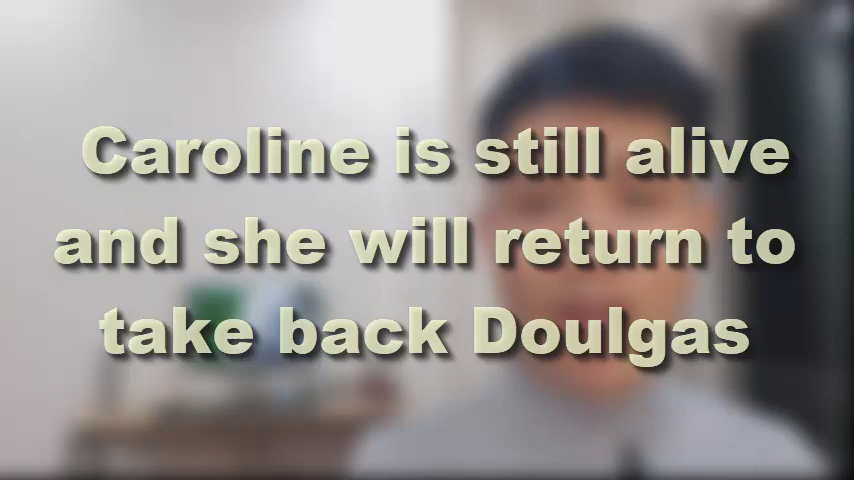 Caroline is still alive
and she will return to
take back Doulgas